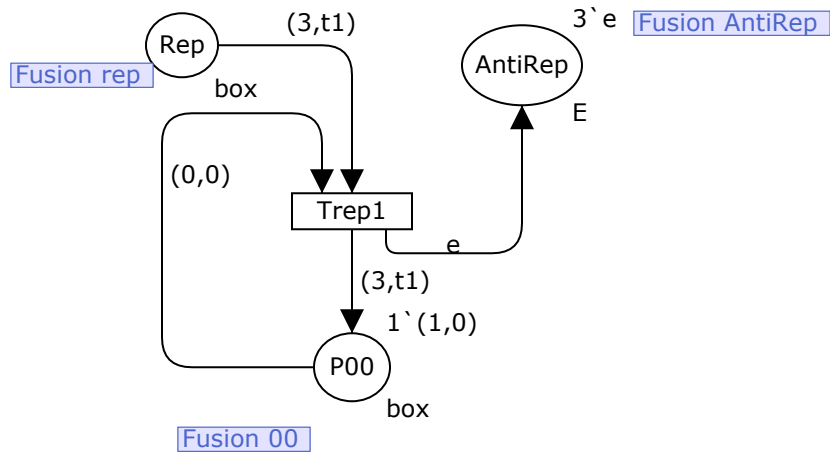 (3,t1)
3`e
Fusion AntiRep
Rep
AntiRep
Fusion rep
box
E
(0,0)
Trep1
e
(3,t1)
1`(1,0)
P00
box
Fusion 00